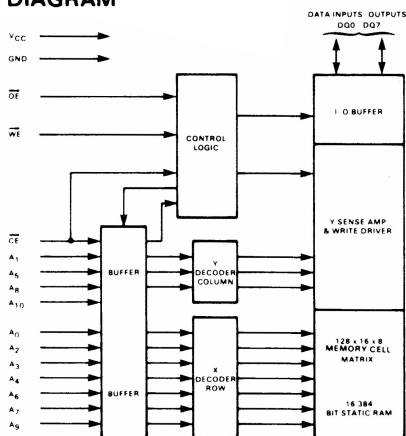 DIAGRAM
DATA INPUTS OUTPUTS
DQ0 DQ7
VCC
GND
OE
WE
CONTROL
LOGIC
I O BUFFER
Y SENSE AMP
& WRITE DRIVER
CE
A1
A5
A8
A10
BUFFER
Y
DECODER
COLUMN
A0
A2
A3
A4
A6
A7
A9
BUFFER
X
DECODER
ROW
128 x 16 x 8
MEMORY CELL
MATRIX
16 384
BIT STATIC RAM